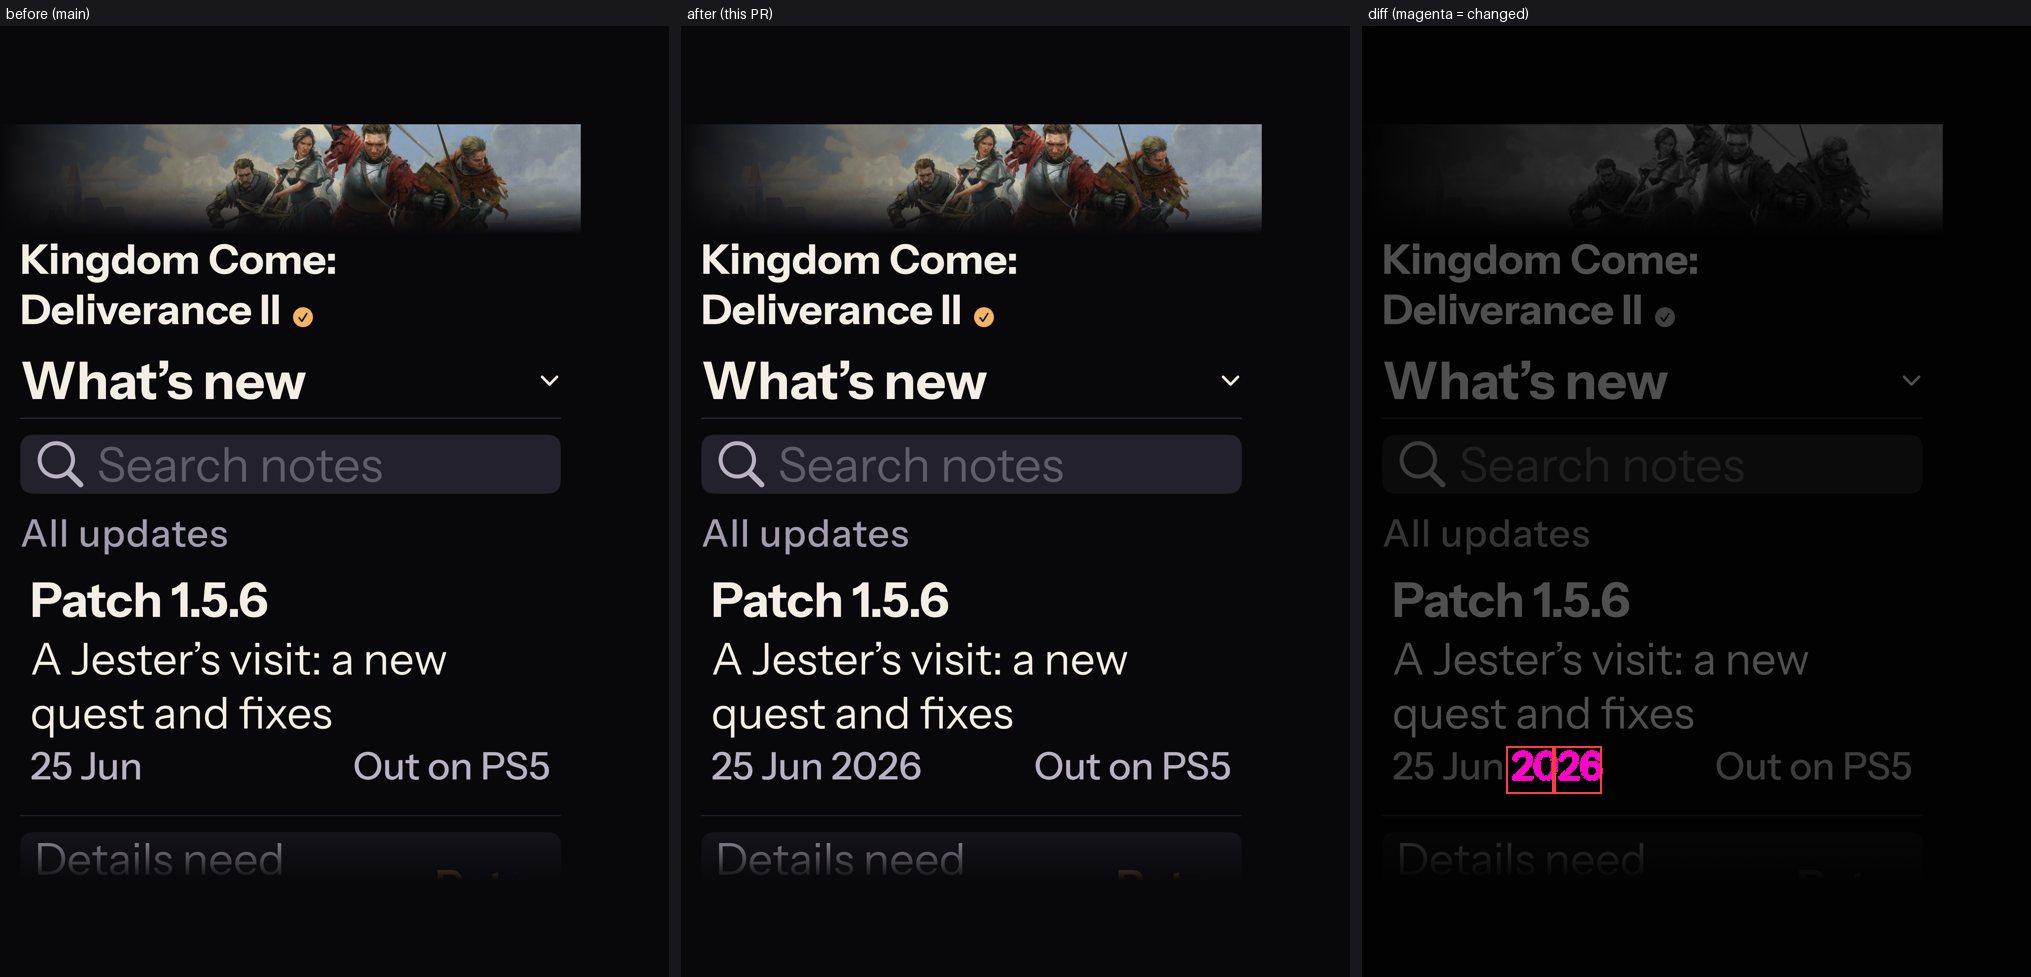 before (main)
Kingdom Come:
Deliverance II
What's new
Search notes
All updates
Patch 1.5.6
A Jester's visit: a new
quest and fixes
25 Jun
Out on PS5
Details need
after (this PR)
Kingdom Come:
Deliverance II
What's new
Search notes
All updates
Patch 1.5.6
A Jester's visit: a new
quest and fixes
25 Jun 2026
Out on PS5
Details need
diff (magenta = changed)
Kingdom Come:
Deliverance II
What's new
Search notes
All updates
Patch 1.5.6
A Jester's visit: a new
quest and fixes
25 Jun 2026
Out on PS5
Details need